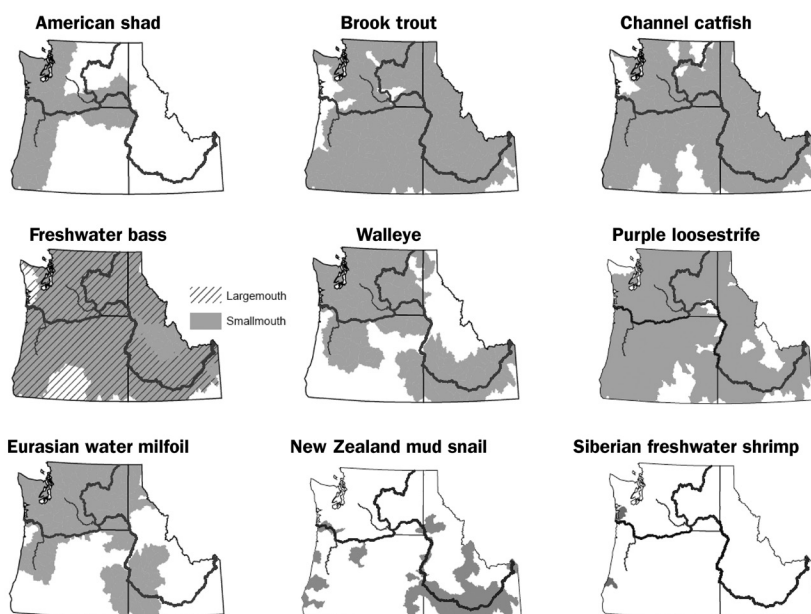 American shad
Brook trout
Channel catfish
Freshwater bass
Walleye
Purple loosestrife
Largemouth
Smallmouth
Eurasian water milfoil
New Zealand mud snail
Siberian freshwater shrimp